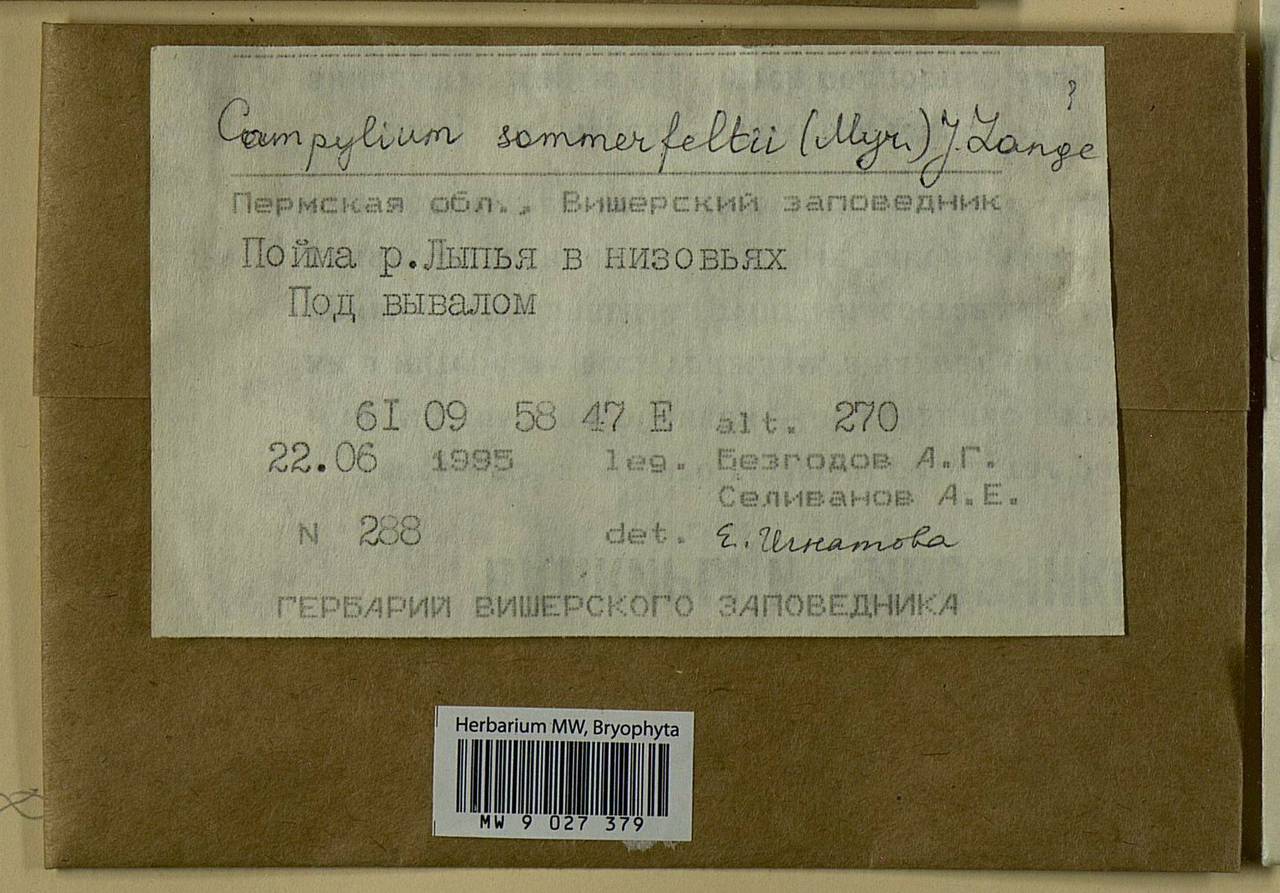 ?
Campylium sommerfeltii (Myr.) J. Lange
Пермская обл., Вишерский заповедник
Пойма р.Лыпья в низовьях
Под вывалом
6I 09 58 47 E alt. 270
22.06 1995 leg. Безгодов А.Г.
Селиванов А.Е.
N 288 det. Е. Игнатова
ГЕРБАРИЙ ВИШЕРСКОГО ЗАПОВЕДНИКА
Herbarium MW, Bryophyta
MW 9 027 379